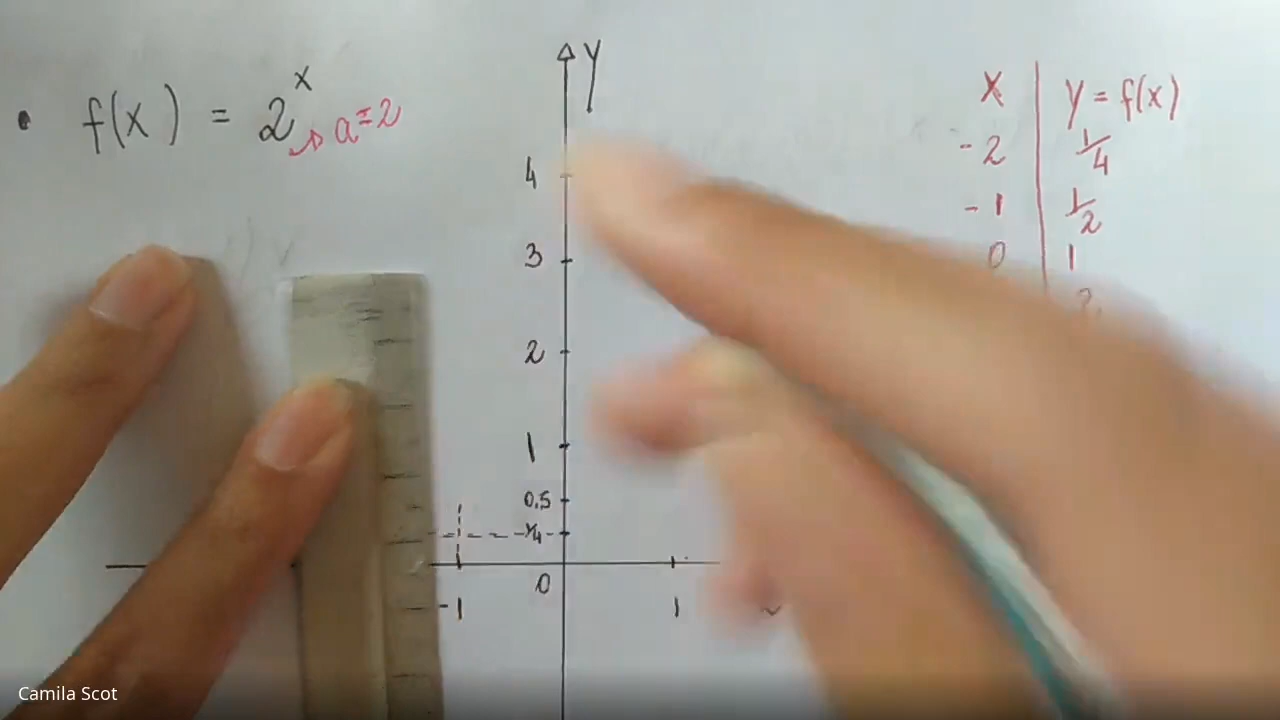 f(x) = 2^x
a=2
y
4
3
2
1
0,5
1/4
0
-1
1
x | y = f(x)
-2 | 1/4
-1 | 1/2
0 | 1
2
Camila Scot